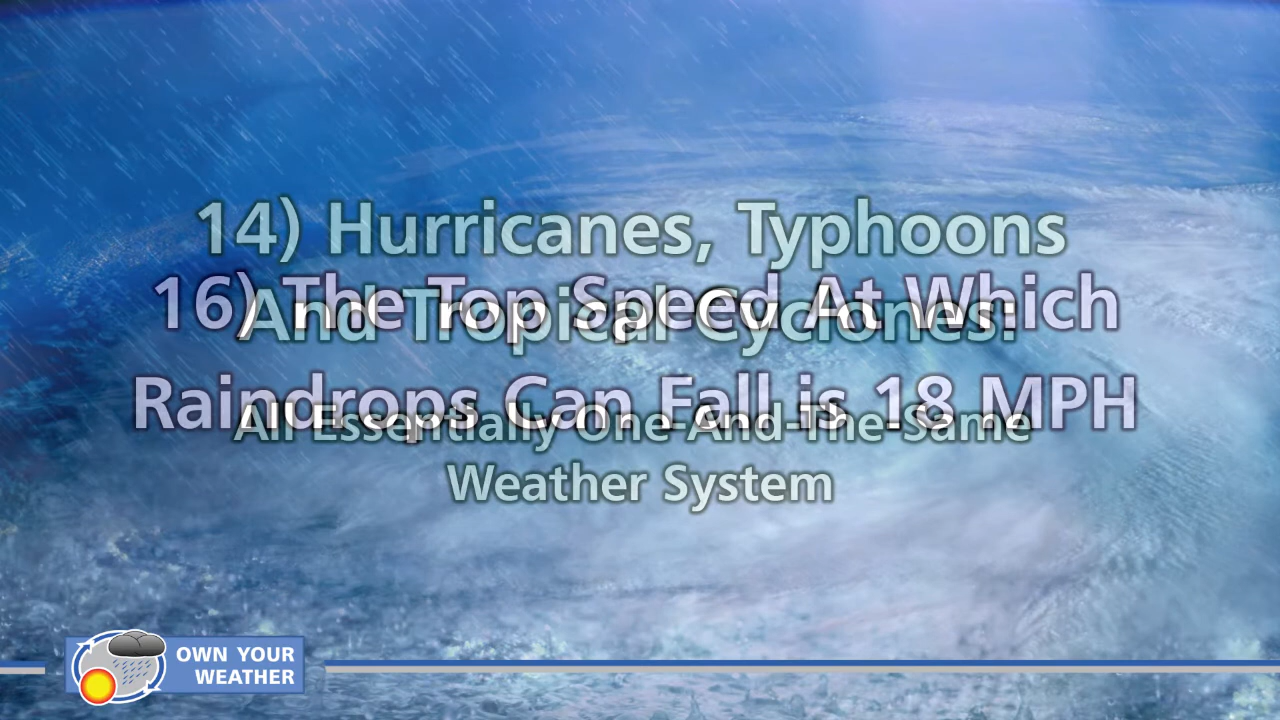 14) Hurricanes, Typhoons
And Tropical Cyclones:
All Essentially One And The Same
Weather System
16) The Top Speed At Which
Raindrops Can Fall is 18 MPH
OWN YOUR
WEATHER